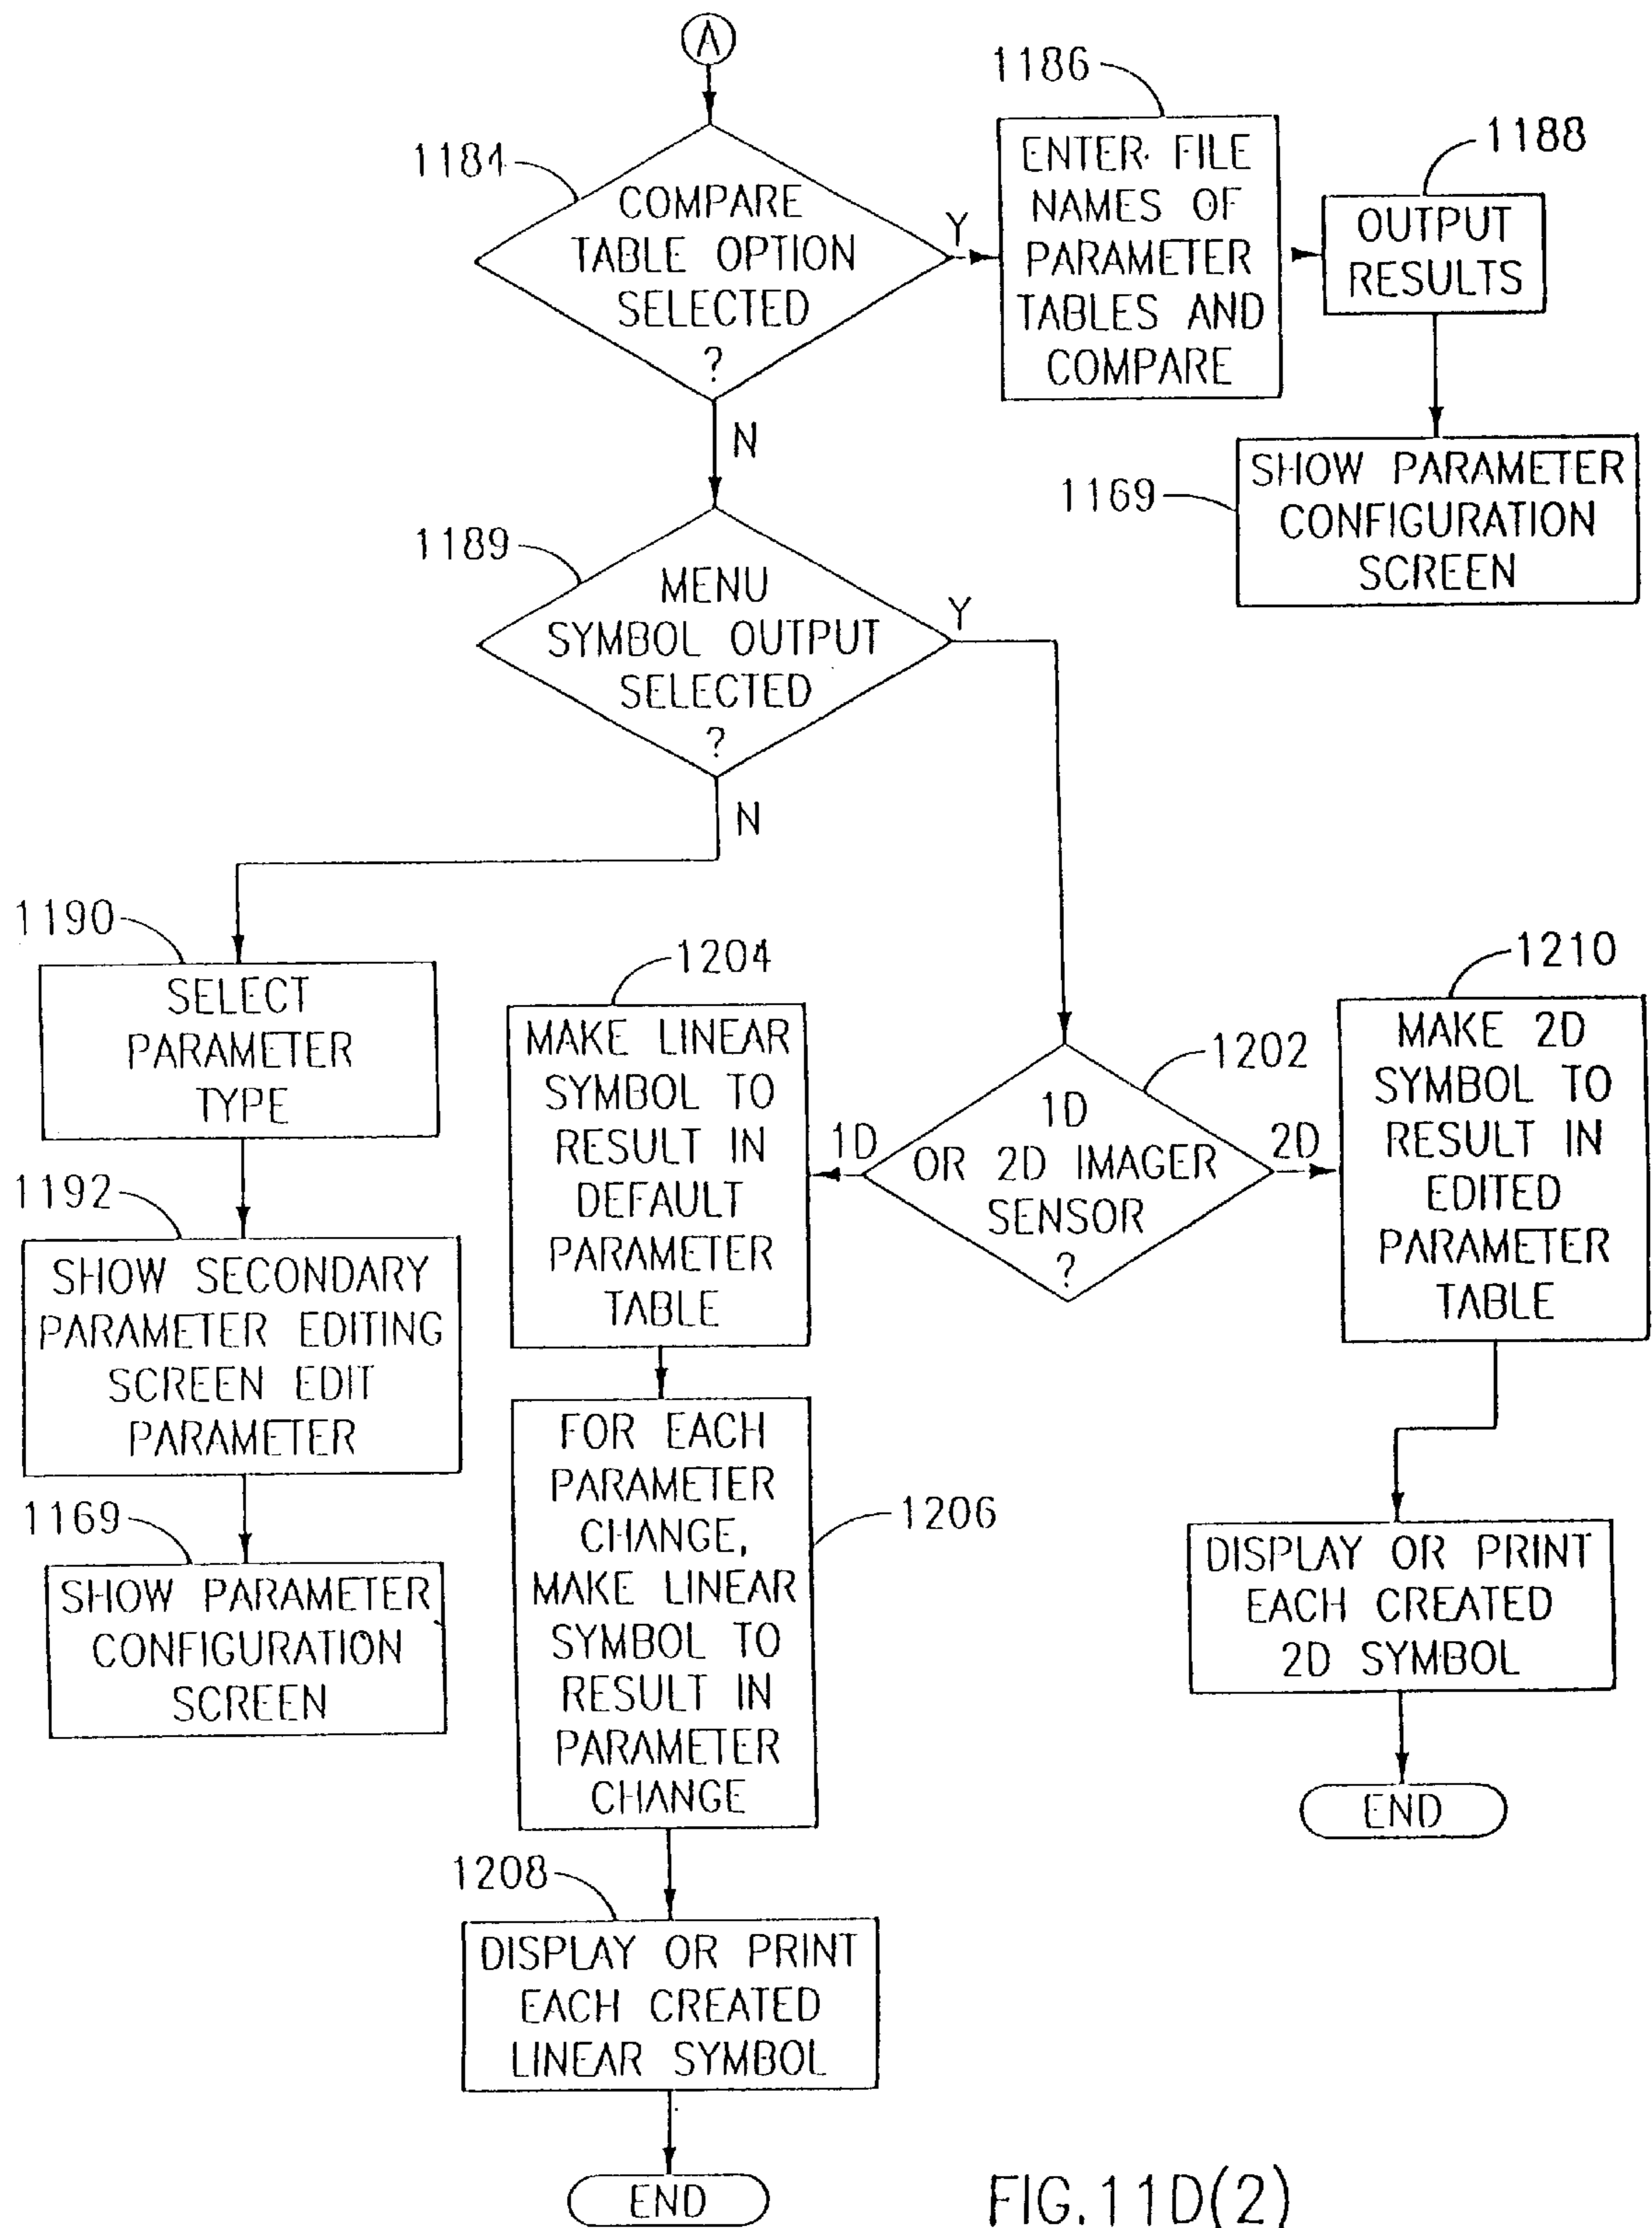 A
1184
COMPARE
TABLE OPTION
SELECTED
?
Y
N
1186
ENTER FILE
NAMES OF
PARAMETER
TABLES AND
COMPARE
1188
OUTPUT
RESULTS
1169
SHOW PARAMETER
CONFIGURATION
SCREEN
1189
MENU
SYMBOL OUTPUT
SELECTED
?
Y
N
1190
SELECT
PARAMETER
TYPE
1192
SHOW SECONDARY
PARAMETER EDITING
SCREEN EDIT
PARAMETER
1169
SHOW PARAMETER
CONFIGURATION
SCREEN
1202
1D
OR 2D IMAGER
SENSOR
?
1D
2D
1204
MAKE LINEAR
SYMBOL TO
RESULT IN
DEFAULT
PARAMETER
TABLE
1206
FOR EACH
PARAMETER
CHANGE,
MAKE LINEAR
SYMBOL TO
RESULT IN
PARAMETER
CHANGE
1208
DISPLAY OR PRINT
EACH CREATED
LINEAR SYMBOL
END
1210
MAKE 2D
SYMBOL TO
RESULT IN
EDITED
PARAMETER
TABLE
DISPLAY OR PRINT
EACH CREATED
2D SYMBOL
END
FIG.11D(2)